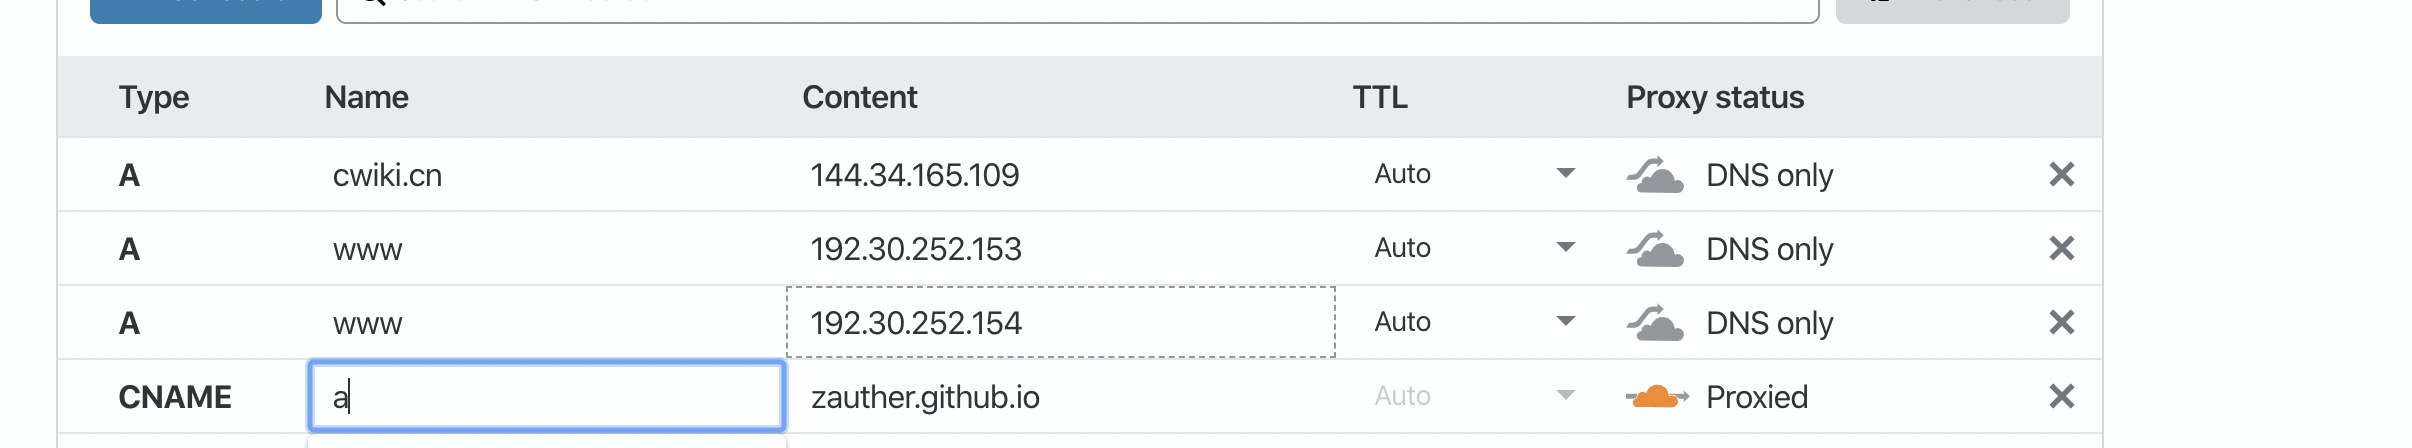 Type Name Content TTL Proxy status
A cwiki.cn 144.34.165.109 Auto DNS only
A www 192.30.252.153 Auto DNS only
A www 192.30.252.154 Auto DNS only
CNAME a zauther.github.io Auto Proxied